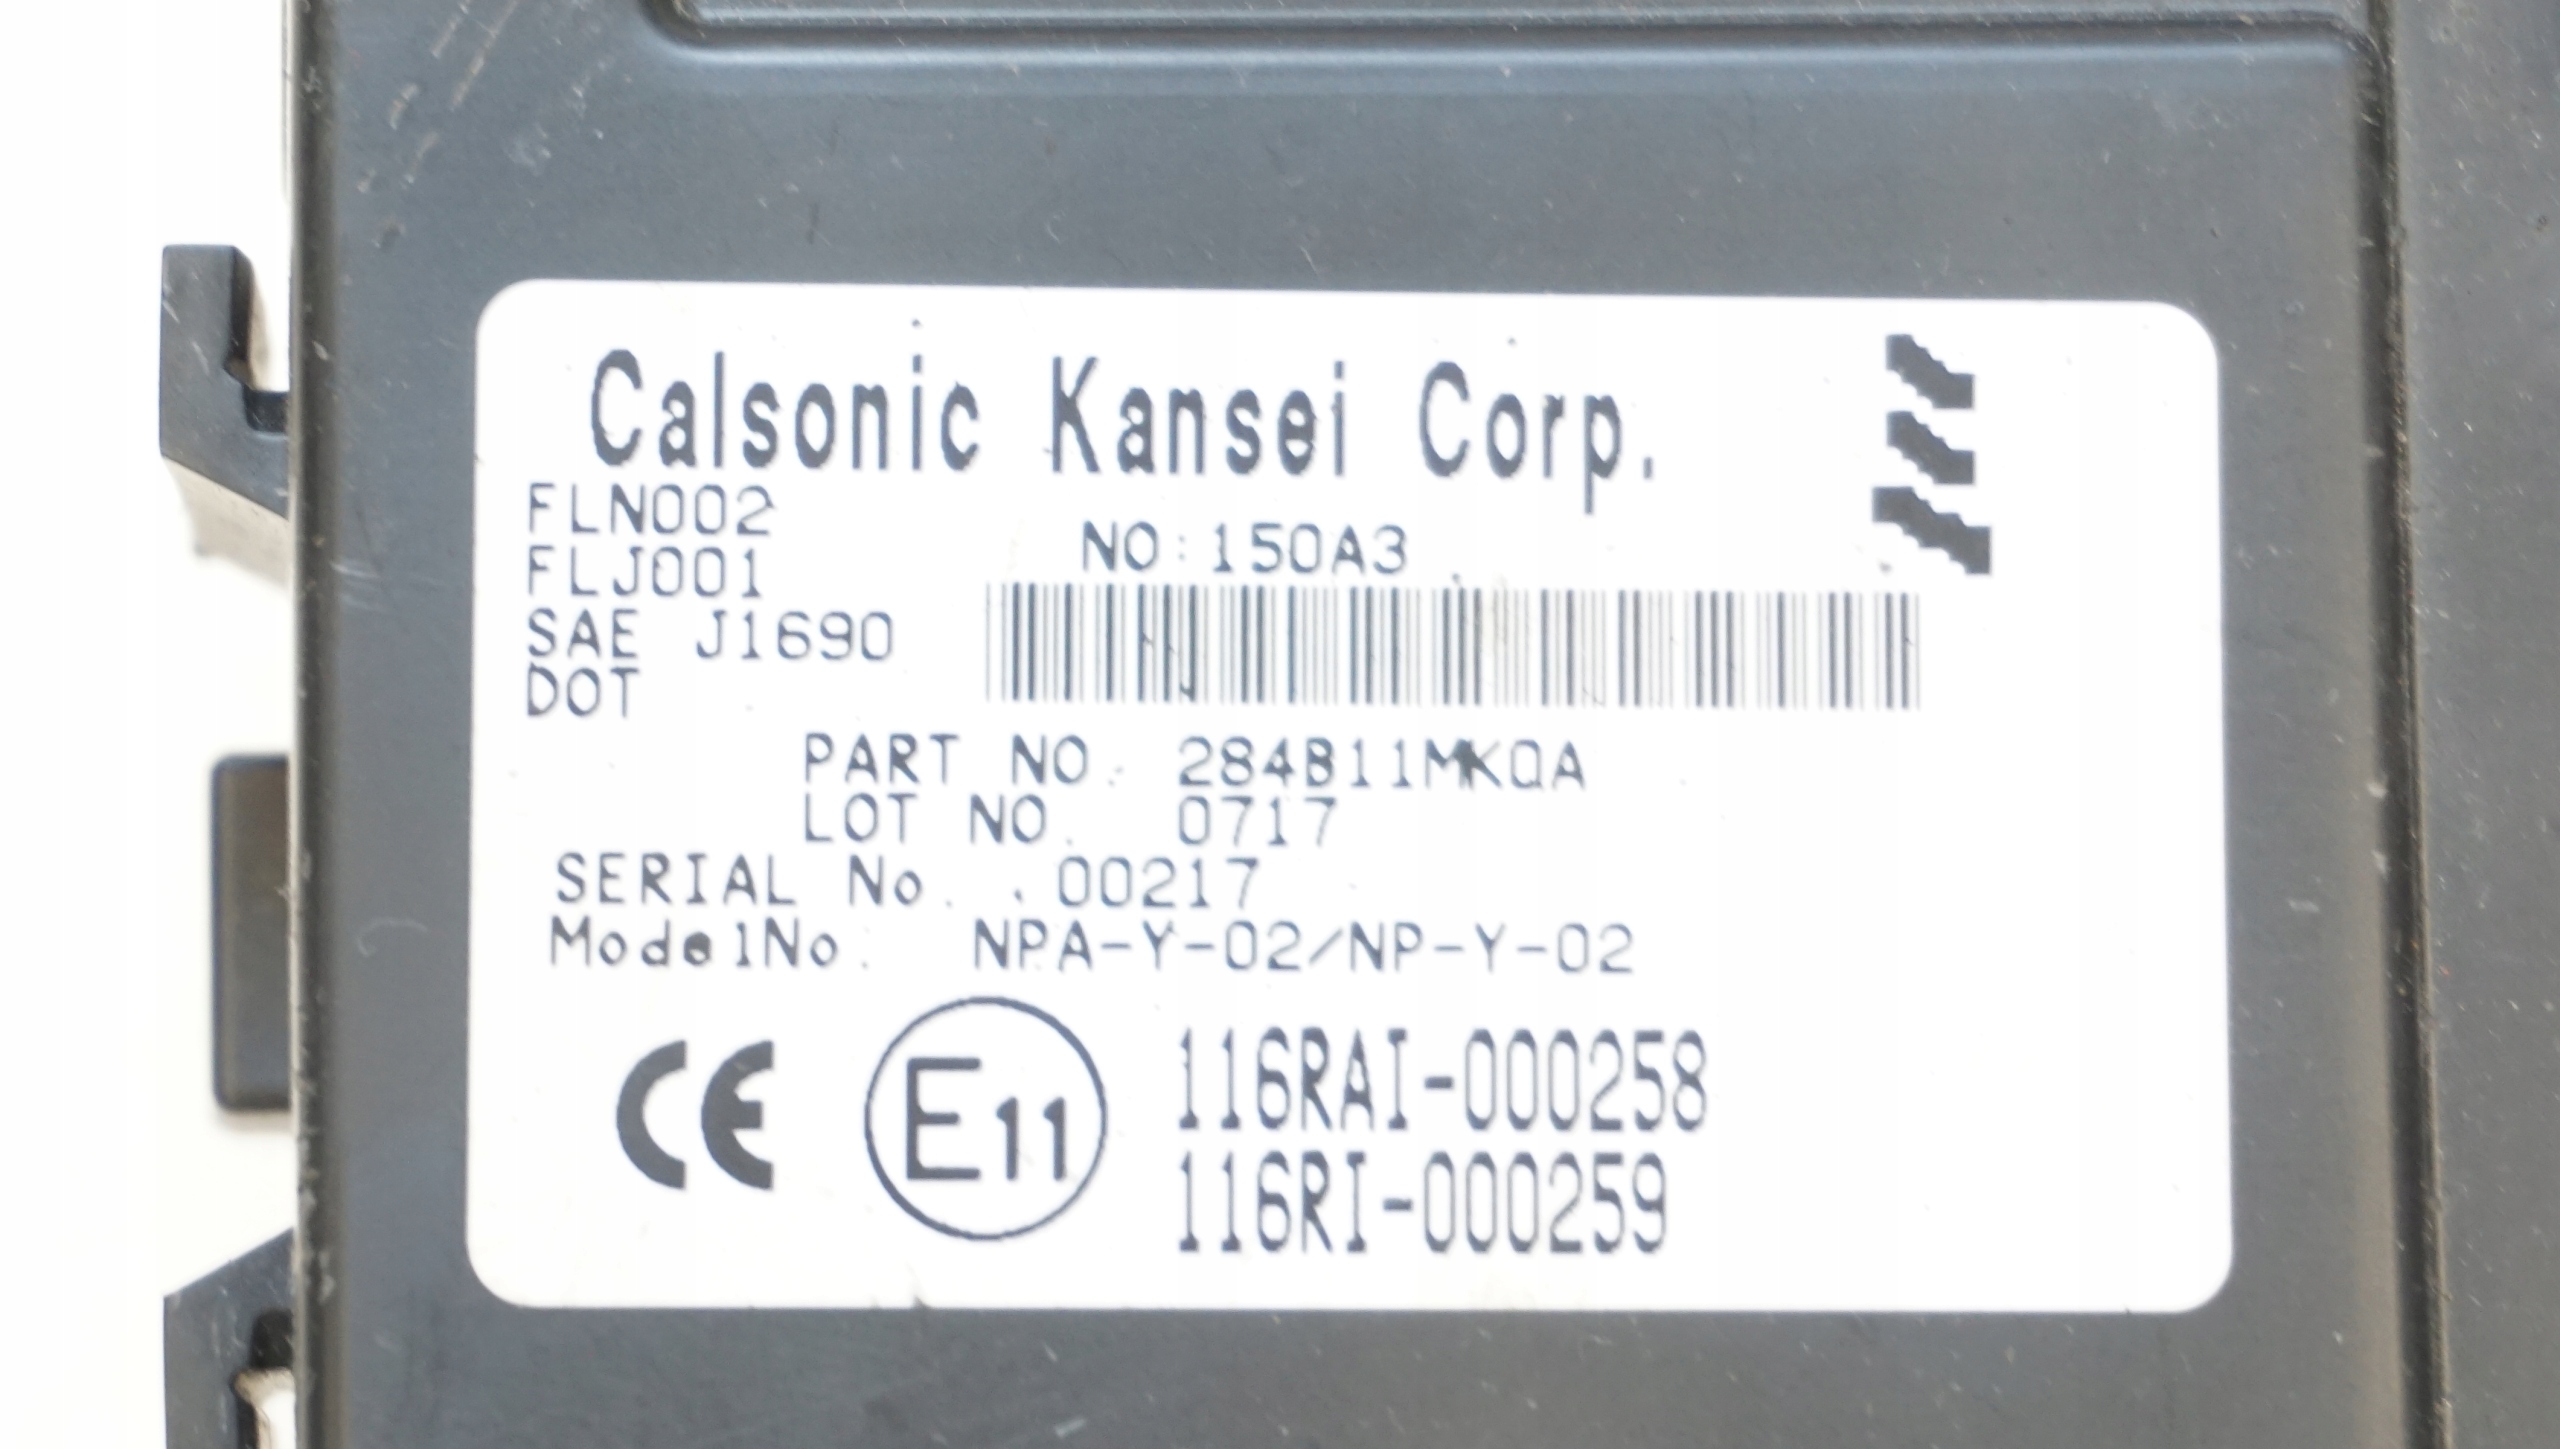 Calsonic Kansei Corp.
FLN002
NO:150A3
FLJ001
SAE J1690
DOT
PART NO. 284B11MK0A
LOT NO. 0717
SERIAL No. .00217
ModelNo. NPA-Y-02/NP-Y-02
CE E11 116RAI-000258
116RI-000259